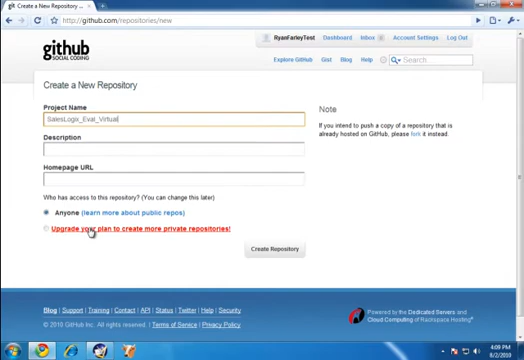 Your Repositories - ...
http://github.com/repositories/new
github
SOCIAL CODING
RyanFarleyTest Dashboard Inbox 0 Account Settings Log Out
Explore GitHub Gist Blog Help Search...
Create a New Repository
Project Name
SalesLogix_Eval_Virtual
Description
Homepage URL
Who has access to this repository? (You can change this later)
Anyone (learn more about public repos)
Upgrade your plan to create more private repositories!
Create Repository
Note
If you intend to push a copy of a repository that is
already hosted on GitHub, please fork it instead.
Blog | Support | Training | Contact | API | Status | Twitter | Help | Security
© 2010 GitHub Inc. All rights reserved. | Terms of Service | Privacy Policy
Powered by the Dedicated Servers and
Cloud Computing of Rackspace Hosting®
4:09 PM
8/2/2010